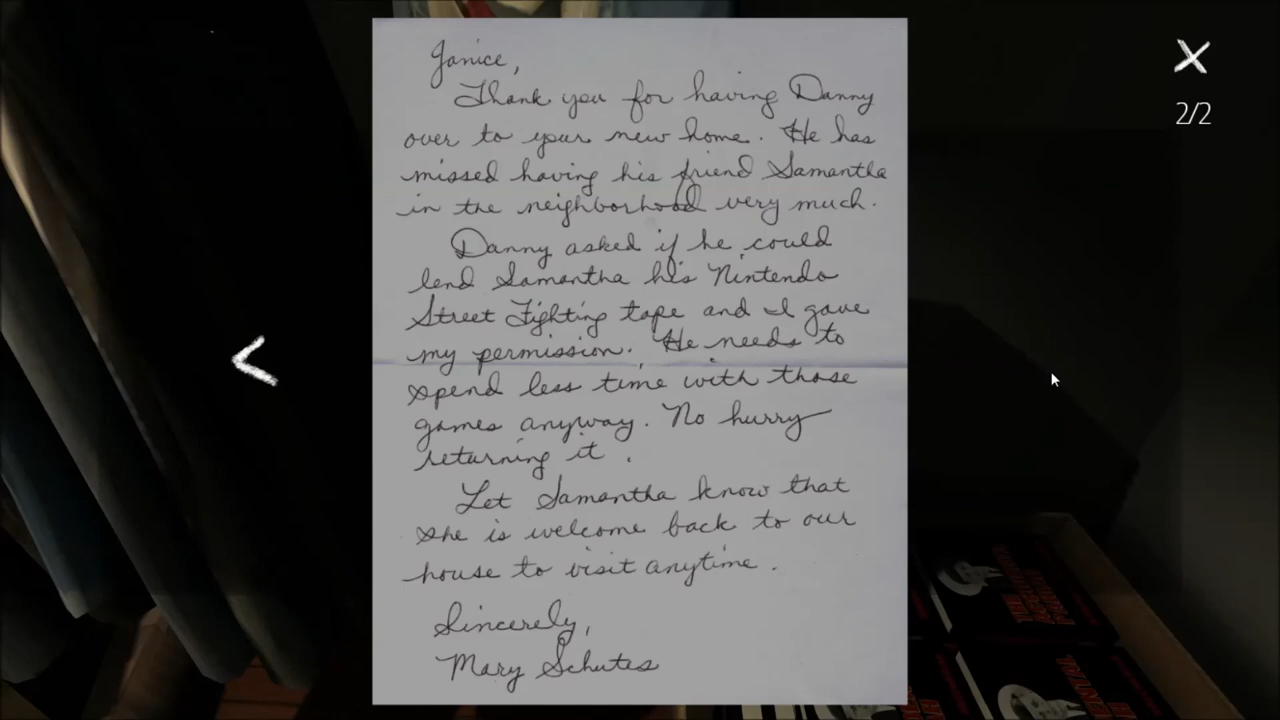 Janice,
Thank you for having Danny
over to your new home. He has
missed having his friend Samantha
in the neighborhood very much.
Danny asked if he could
lend Samantha his Nintendo
Street Fighting tape and I gave
my permission. He needs to
spend less time with those
games anyway. No hurry
returning it.
Let Samantha know that
she is welcome back to our
house to visit anytime.
Sincerely,
Mary Schutes
2/2